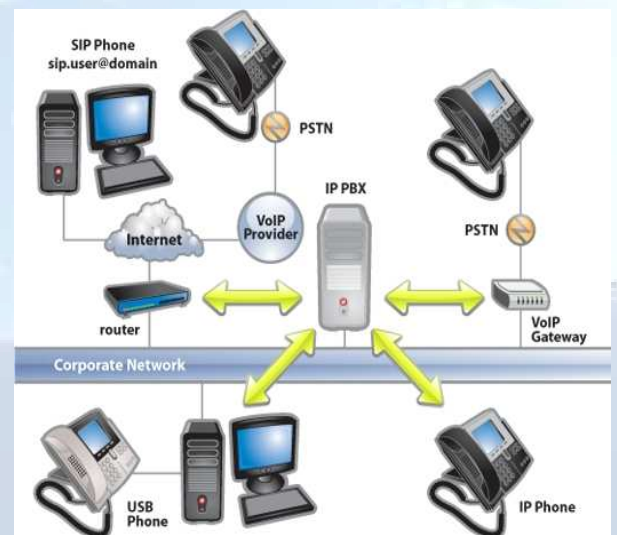 SIP Phone
sip.user@domain
PSTN
IP PBX
VoIP
Provider
Internet
PSTN
router
VoIP
Gateway
Corporate Network
USB
Phone
IP Phone